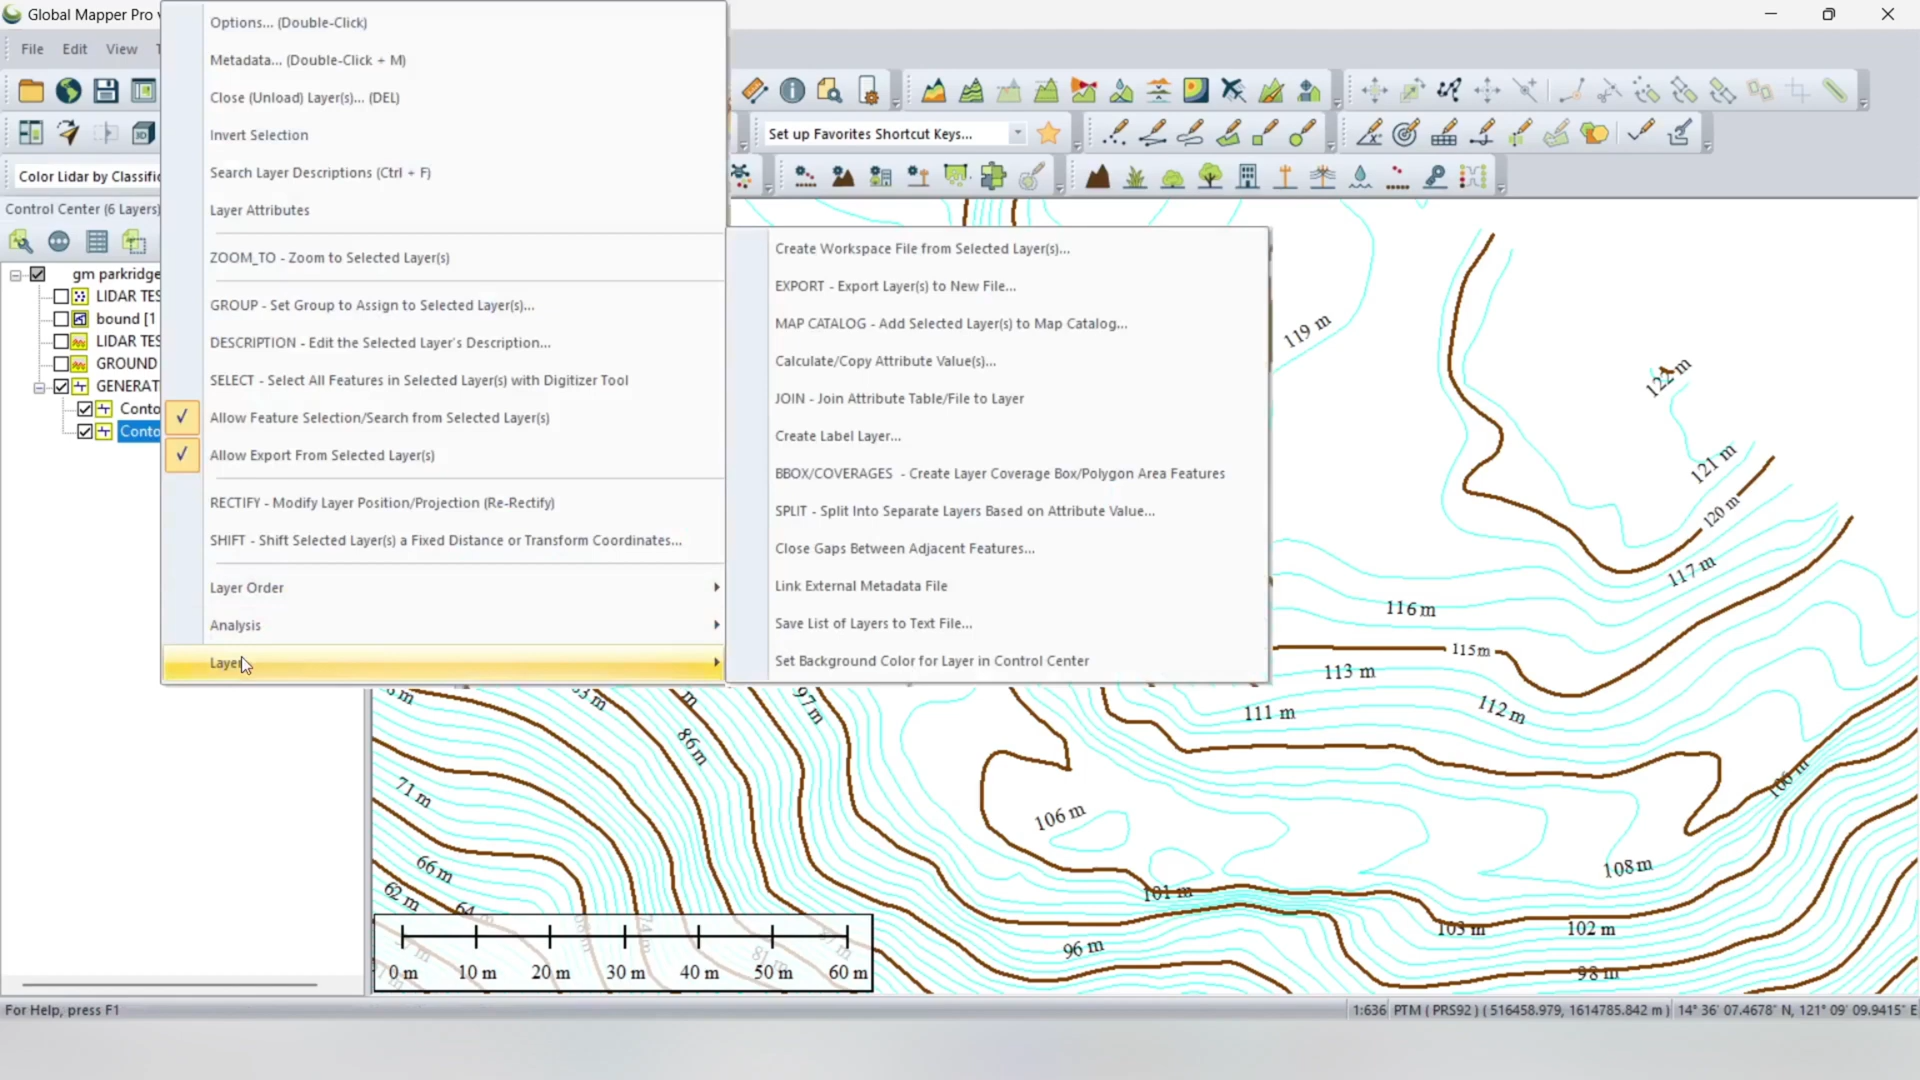 Global Mapper Pro
File Edit View
Options... (Double-Click)
Metadata... (Double-Click + M)
Close (Unload) Layer(s)... (DEL)
Invert Selection
Search Layer Descriptions (Ctrl + F)
Layer Attributes
ZOOM_TO - Zoom to Selected Layer(s)
GROUP - Set Group to Assign to Selected Layer(s)...
DESCRIPTION - Edit the Selected Layer's Description...
SELECT - Select All Features in Selected Layer(s) with Digitizer Tool
Allow Feature Selection/Search from Selected Layer(s)
Allow Export From Selected Layer(s)
RECTIFY - Modify Layer Position/Projection (Re-Rectify)
SHIFT - Shift Selected Layer(s) a Fixed Distance or Transform Coordinates...
Layer Order
Analysis
Layer
Create Workspace File from Selected Layer(s)...
EXPORT - Export Layer(s) to New File...
MAP CATALOG - Add Selected Layer(s) to Map Catalog...
Calculate/Copy Attribute Value(s)...
JOIN - Join Attribute Table/File to Layer
Create Label Layer...
BBOX/COVERAGES - Create Layer Coverage Box/Polygon Area Features
SPLIT - Split Into Separate Layers Based on Attribute Value...
Close Gaps Between Adjacent Features...
Link External Metadata File
Save List of Layers to Text File...
Set Background Color for Layer in Control Center
Set up Favorites Shortcut Keys...
Color Lidar by Classific
Control Center (6 Layers)
gm parkridge
LIDAR TES
bound [1
LIDAR TES
GROUND
GENERAT
Conto
Conto
119 m
122 m
121 m
120 m
117 m
116 m
115 m
113 m
112 m
111 m
97 m
86 m
71 m
106 m
106 m
108 m
66 m
62 m
64
101 m
103 m
102 m
96 m
98 m
0 m 10 m 20 m 30 m 40 m 50 m 60 m
For Help, press F1
1:636 PTM ( PRS92 ) ( 516458.979, 1614785.842 m ) 14° 36' 07.4678" N, 121° 09' 09.9415" E